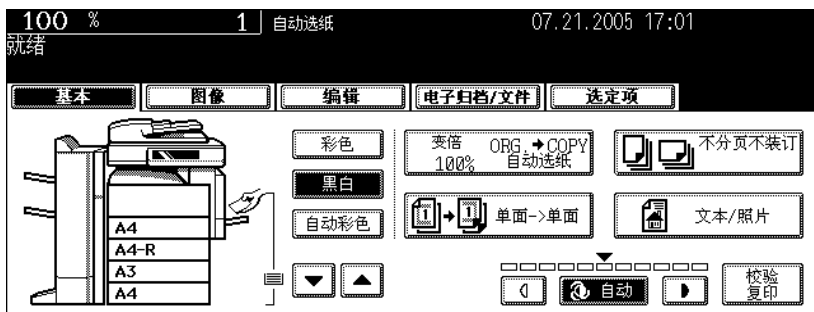 100 % 1 自动选纸 07.21.2005 17:01
就绪
基本 图像 编辑 电子归档/文件 选定项
彩色
黑白
自动彩色
变倍 ORG.➔COPY
100% 自动选纸
不分页不装订
1➔1 单面->单面
文本/照片
A4
A4-R
A3
A4
自动
校验
复印